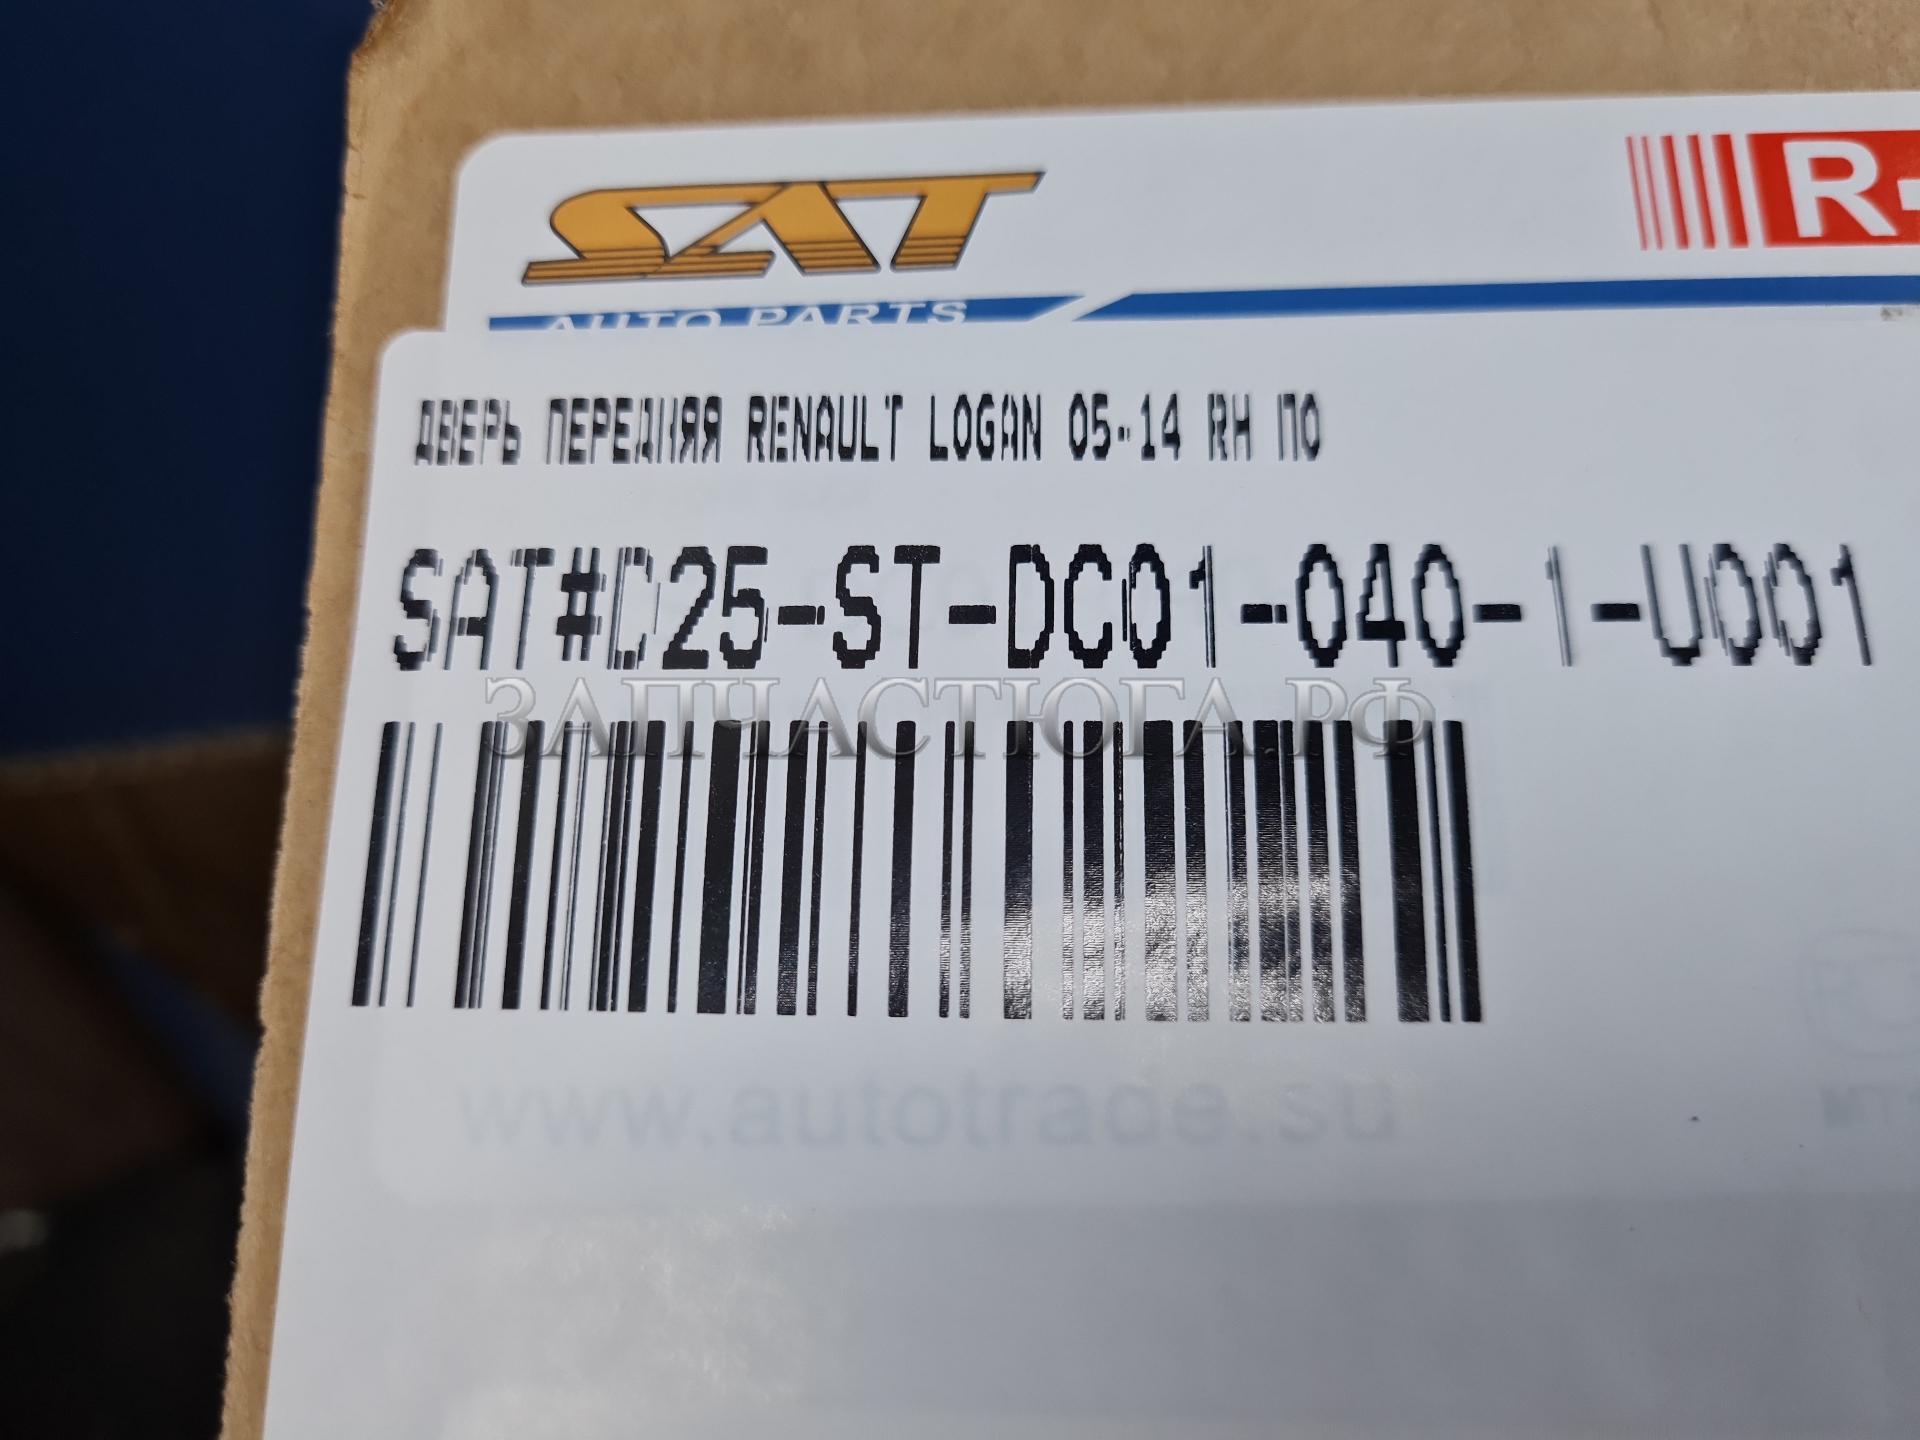 SAT
R-
AUTO PARTS
ДВЕРЬ ПЕРЕДНЯЯ RENAULT LOGAN 05-14 RH ПО
SAT#D25-ST-DC01-040-1-U001
ЗАПЧАСТЮГА.РФ
www.autotrade.su